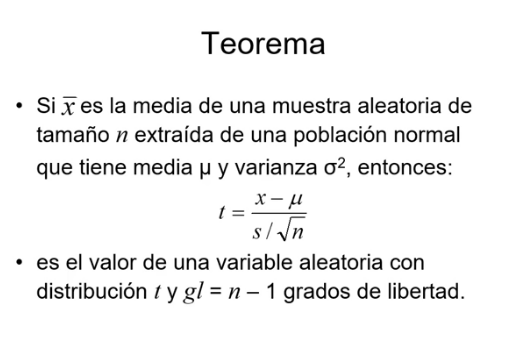 Teorema
• Si x̅ es la media de una muestra aleatoria de
tamaño n extraída de una población normal
que tiene media μ y varianza σ², entonces:
t = (x − μ) / (s / √n)
• es el valor de una variable aleatoria con
distribución t y gl = n – 1 grados de libertad.